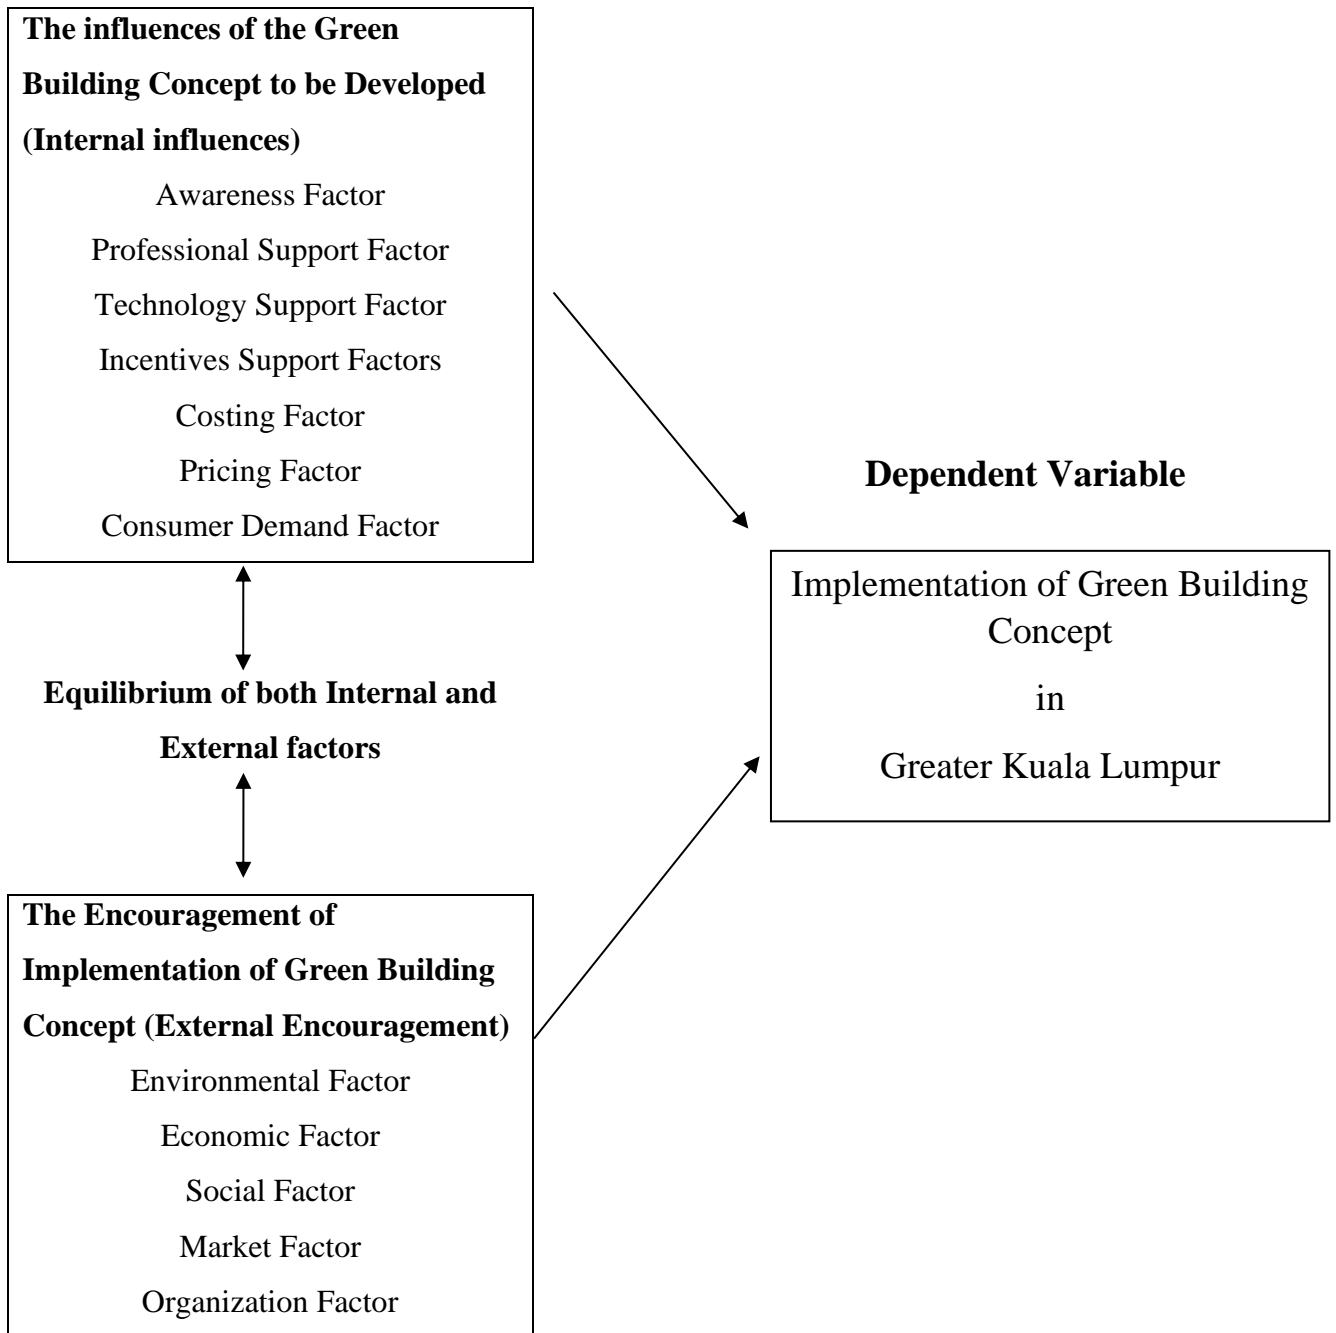 The influences of the Green
Building Concept to be Developed
(Internal influences)
Awareness Factor
Professional Support Factor
Technology Support Factor
Incentives Support Factors
Costing Factor
Pricing Factor
Consumer Demand Factor
Equilibrium of both Internal and
External factors
The Encouragement of
Implementation of Green Building
Concept (External Encouragement)
Environmental Factor
Economic Factor
Social Factor
Market Factor
Organization Factor
Dependent Variable
Implementation of Green Building
Concept
in
Greater Kuala Lumpur